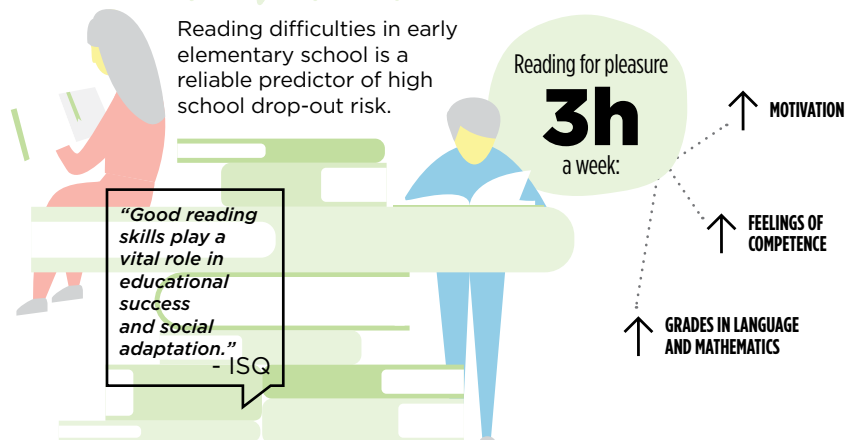 Reading difficulties in early
elementary school is a
reliable predictor of high
school drop-out risk.
Reading for pleasure
3h
a week:
MOTIVATION
FEELINGS OF
COMPETENCE
GRADES IN LANGUAGE
AND MATHEMATICS
“Good reading
skills play a
vital role in
educational
success
and social
adaptation.”
- ISQ